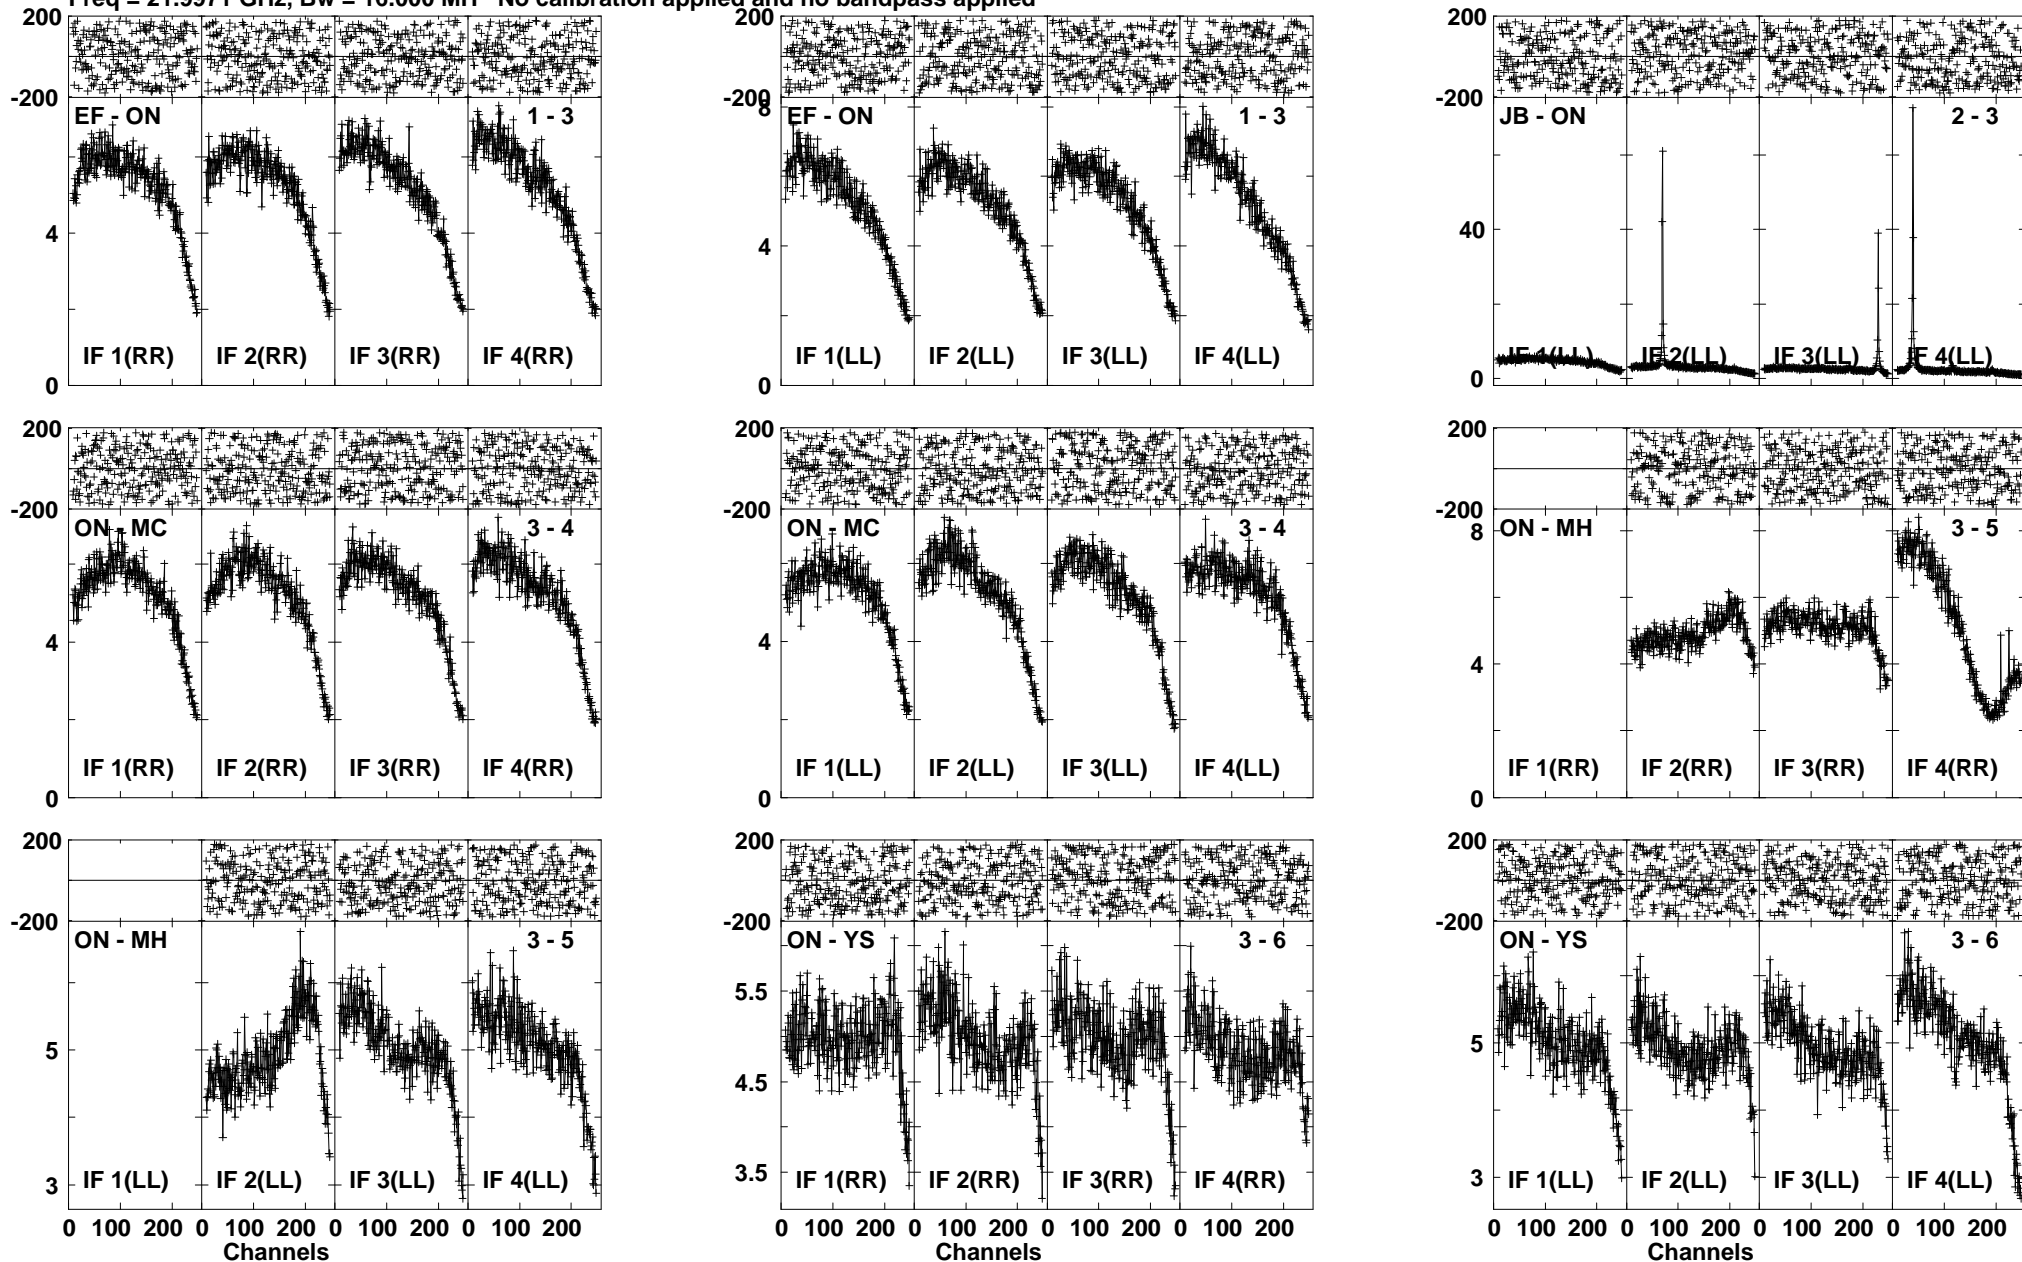 Freq = 21.9971 GHz, Bw = 16.000 MH No calibration applied and no bandpass applied
200 200 200
-200 -200 -200
EF - ON 1 - 3 8 EF - ON 1 - 3 JB - ON 2 - 3
4 4 40
IF 1(RR) IF 2(RR) IF 3(RR) IF 4(RR) IF 1(LL) IF 2(LL) IF 3(LL) IF 4(LL) IF 1(LL) IF 2(LL) IF 3(LL) IF 4(LL)
0 0 0
200 200 200
-200 -200 -200
ON - MC 3 - 4 ON - MC 3 - 4 8 ON - MH 3 - 5
4 4 4
IF 1(RR) IF 2(RR) IF 3(RR) IF 4(RR) IF 1(LL) IF 2(LL) IF 3(LL) IF 4(LL) IF 1(RR) IF 2(RR) IF 3(RR) IF 4(RR)
0 0 0
200 200 200
-200 -200 -200
ON - MH 3 - 5 ON - YS 3 - 6 ON - YS 3 - 6
5 5.5 5
4.5
3 IF 1(LL) IF 2(LL) IF 3(LL) IF 4(LL) 3.5 IF 1(RR) IF 2(RR) IF 3(RR) IF 4(RR) 3 IF 1(LL) IF 2(LL) IF 3(LL) IF 4(LL)
0 100 200 0 100 200 0 100 200 0 100 200 0 100 200 0 100 200 0 100 200 0 100 200 0 100 200 0 100 200 0 100 200 0 100 200
Channels Channels Channels